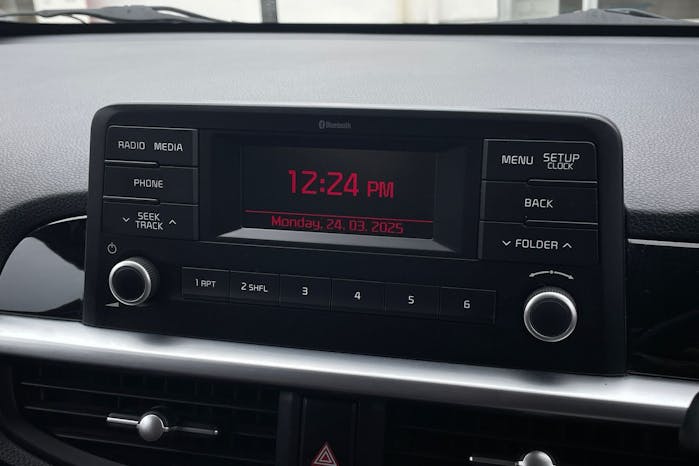 Bluetooth
RADIO MEDIA
PHONE
SEEK
TRACK
12:24 PM
Monday, 24. 03. 2025
MENU SETUP
CLOCK
BACK
FOLDER
1 RPT
2 SHFL
3
4
5
6